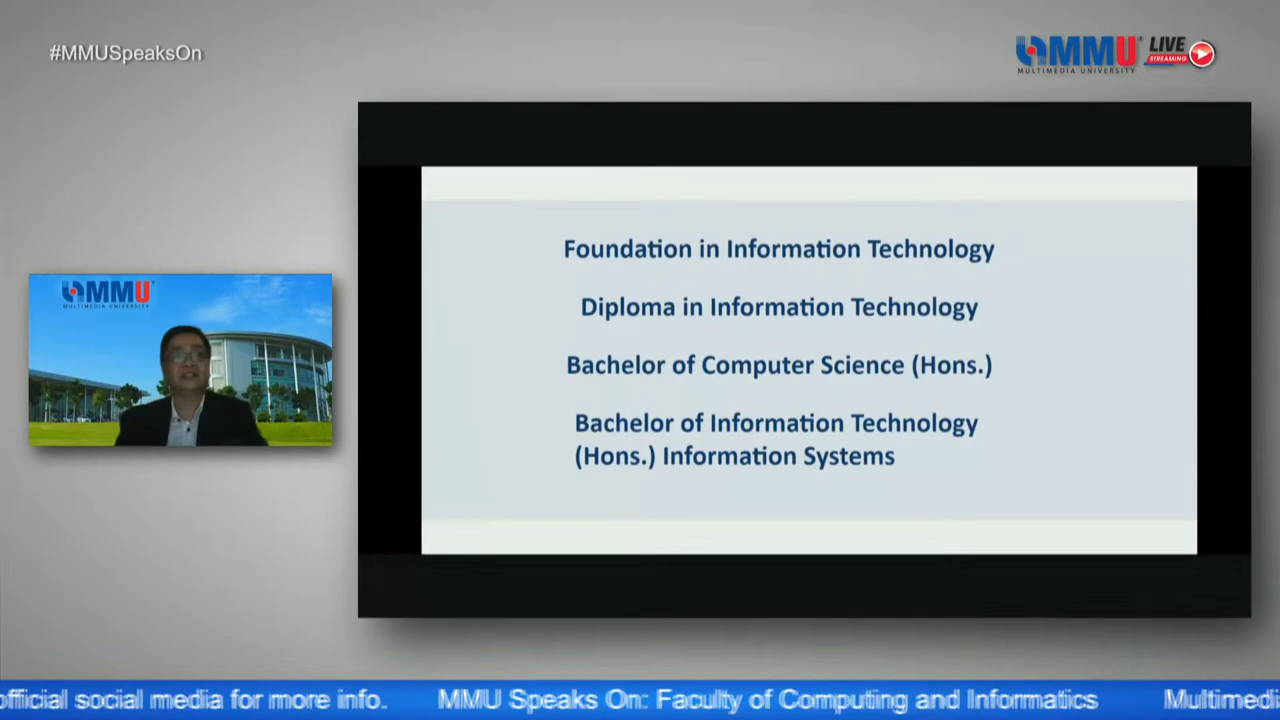 #MMUSpeaksOn
MMU
MULTIMEDIA UNIVERSITY
LIVE
STREAMING
MMU
MULTIMEDIA UNIVERSITY
Foundation in Information Technology
Diploma in Information Technology
Bachelor of Computer Science (Hons.)
Bachelor of Information Technology
(Hons.) Information Systems
official social media for more info. MMU Speaks On: Faculty of Computing and Informatics Multimedi